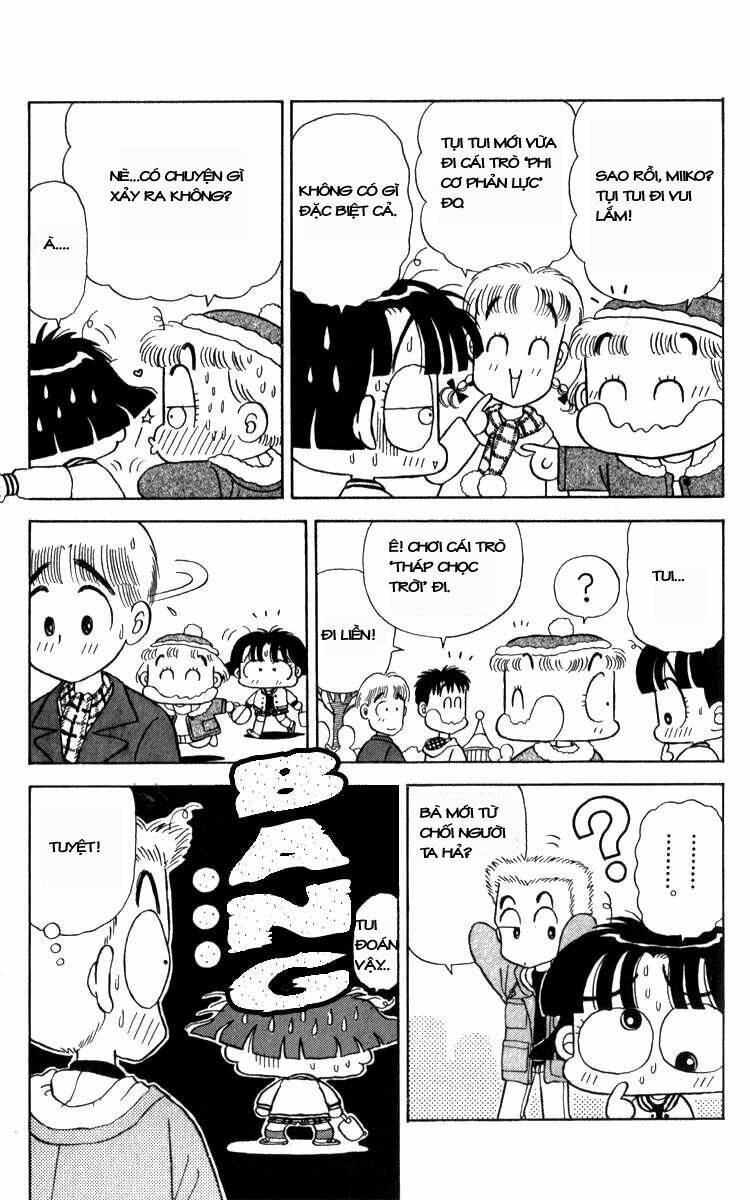 SAO RỒI, MIIKO?
TỤI TUI ĐI VUI
LẮM!
TỤI TUI MỚI VỪA
ĐI CÁI TRÒ "PHI
CƠ PHẢN LỰC"
ĐO.
KHÔNG CÓ GÌ
ĐẶC BIỆT CẢ.
NÈ...CÓ CHUYỆN GÌ
XẢY RA KHÔNG?
À....
TUI...
?
Ê! CHƠI CÁI TRÒ
"THÁP CHỌC
TRỜI" ĐI.
ĐI LIỀN!
..........
?
BÀ MỚI TỪ
CHỐI NGƯỜI
TA HẢ?
BANG
...
TUI
ĐOÁN
VẬY...
TUYỆT!